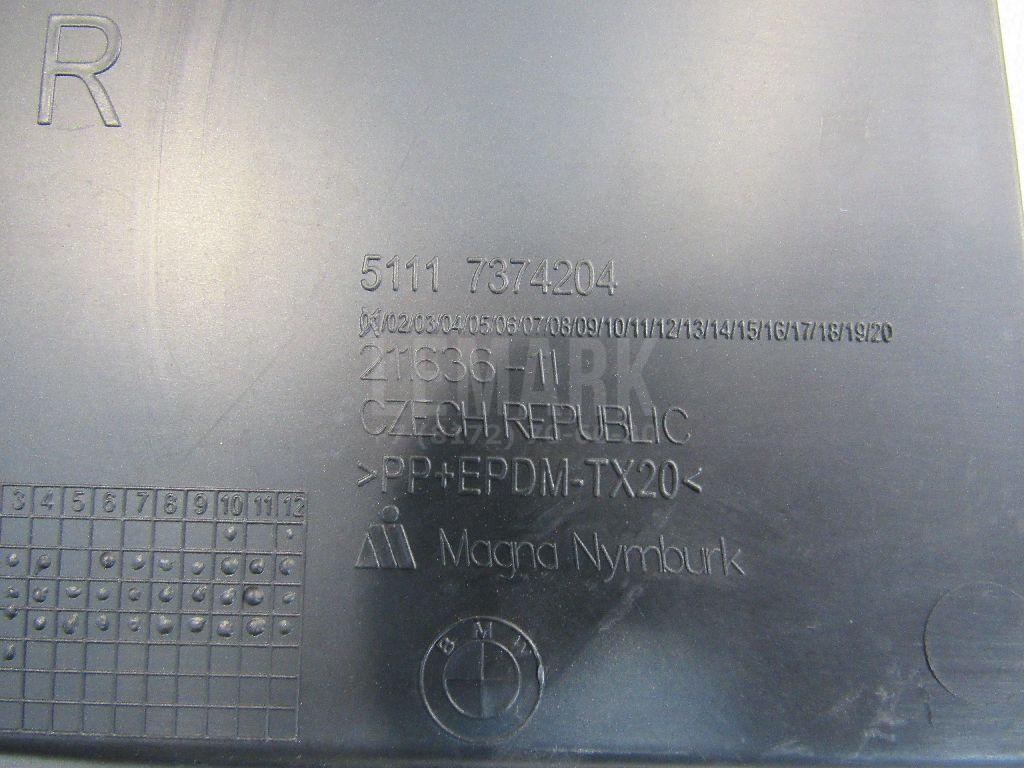 R
5111 7374204
01/02/03/04/05/06/07/08/09/10/11/12/13/14/15/16/17/18/19/20
211636-11
CZECH REPUBLIC
>PP+EPDM-TX20<
Magna Nymburk
3 4 5 6 7 8 9 10 11 12
BMW